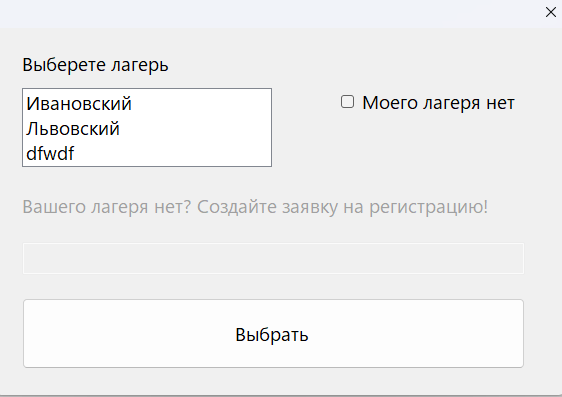 Выберете лагерь
Ивановский
Львовский
dfwdf
Моего лагеря нет
Вашего лагеря нет? Создайте заявку на регистрацию!
Выбрать